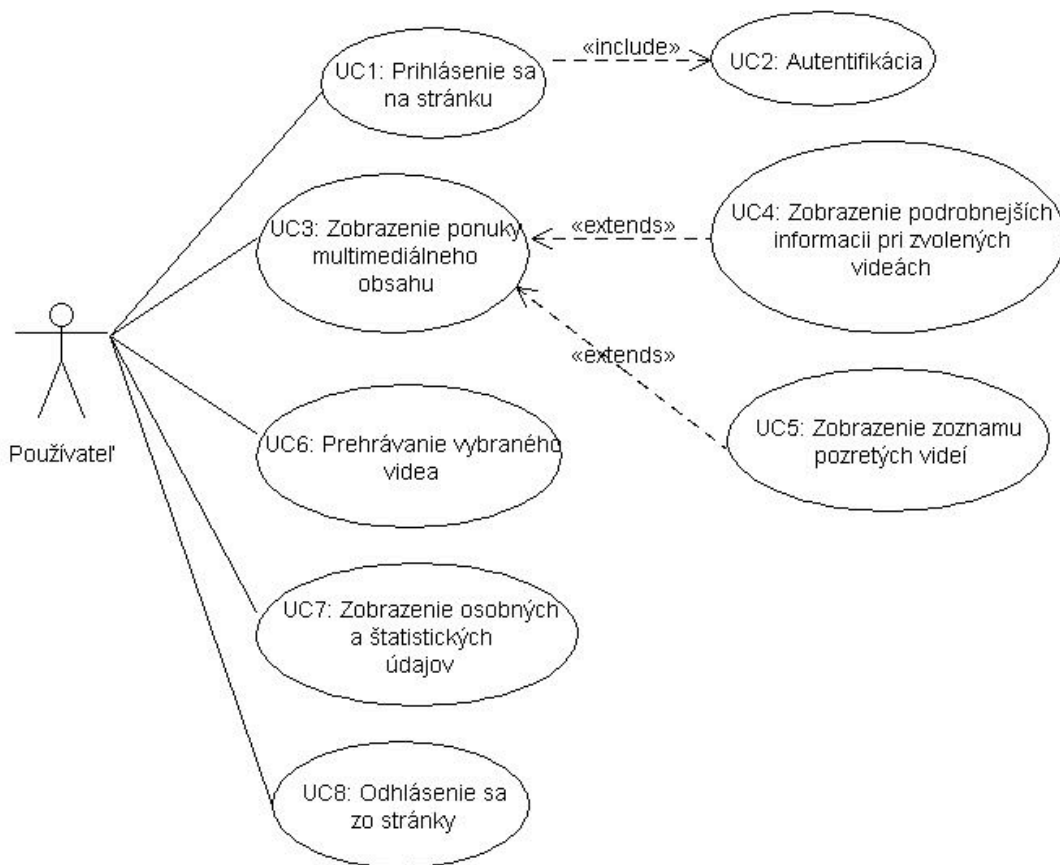 UC1: Prihlásenie sa
na stránku
«include»
UC2: Autentifikácia
UC3: Zobrazenie ponuky
multimediálneho
obsahu
«extends»
UC4: Zobrazenie podrobnejších
informacii pri zvolených
videách
«extends»
UC5: Zobrazenie zoznamu
pozretých videí
Používateľ
UC6: Prehrávanie vybraného
videa
UC7: Zobrazenie osobných
a štatistických
údajov
UC8: Odhlásenie sa
zo stránky